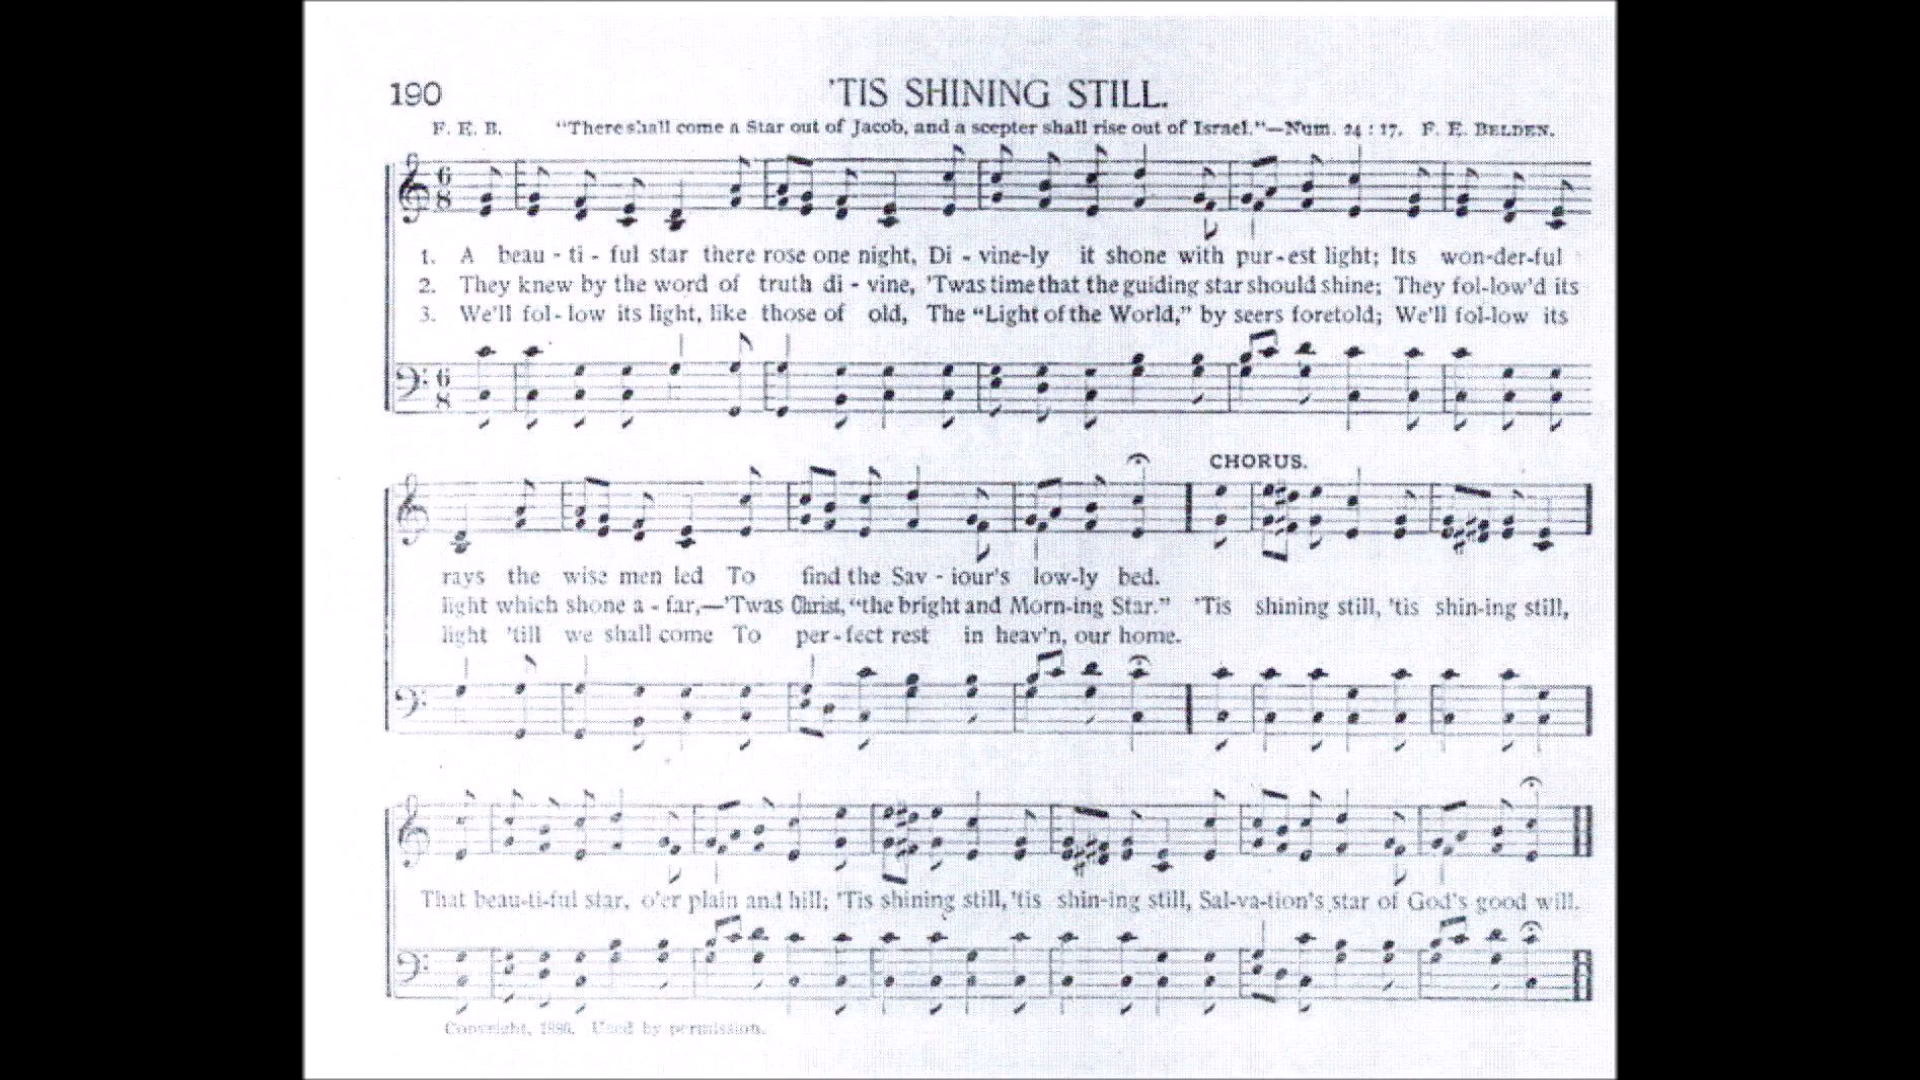 190
'TIS SHINING STILL.
F. E. B. "There shall come a Star out of Jacob, and a scepter shall rise out of Israel."—Num. 24 : 17. F. E. BELDEN.
6 8
1. A beau - ti - ful star there rose one night, Di - vine-ly it shone with pur-est light; Its won-der-ful
2. They knew by the word of truth di - vine, 'Twas time that the guiding star should shine; They fol-low'd its
3. We'll fol - low its light, like those of old, The "Light of the World," by seers foretold; We'll fol-low its
6 8
CHORUS.
rays the wise men led To find the Sav - iour's low-ly bed.
light which shone a - far,—'Twas Christ, "the bright and Morn-ing Star." 'Tis shining still, 'tis shin-ing still,
light 'till we shall come To per - fect rest in heav'n, our home.
That beau-ti-ful star, o'er plain and hill; 'Tis shining still, 'tis shin-ing still, Sal-va-tion's star of God's good will.
Copyright, Used by permission.